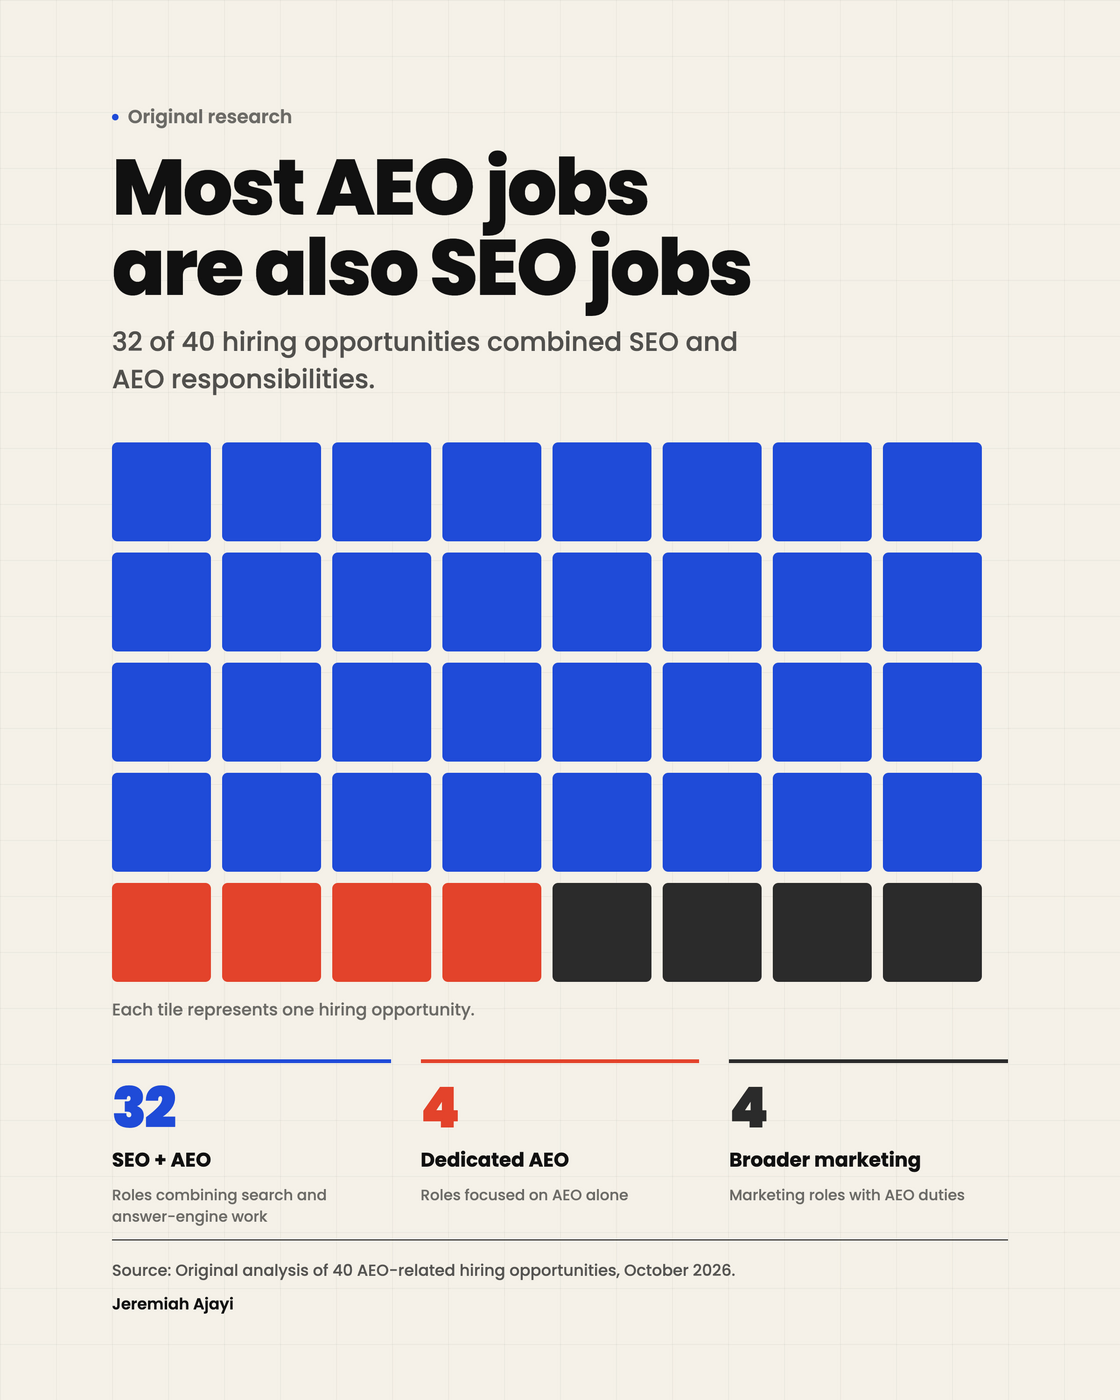 Original research
Most AEO jobs
are also SEO jobs
32 of 40 hiring opportunities combined SEO and
AEO responsibilities.
Each tile represents one hiring opportunity.
32
SEO + AEO
Roles combining search and
answer-engine work
4
Dedicated AEO
Roles focused on AEO alone
4
Broader marketing
Marketing roles with AEO duties
Source: Original analysis of 40 AEO-related hiring opportunities, October 2026.
Jeremiah Ajayi